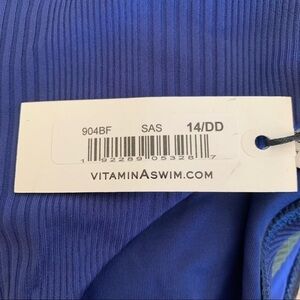 904BF SAS 14/DD
1 92289 05328 7
VITAMINASWIM.COM